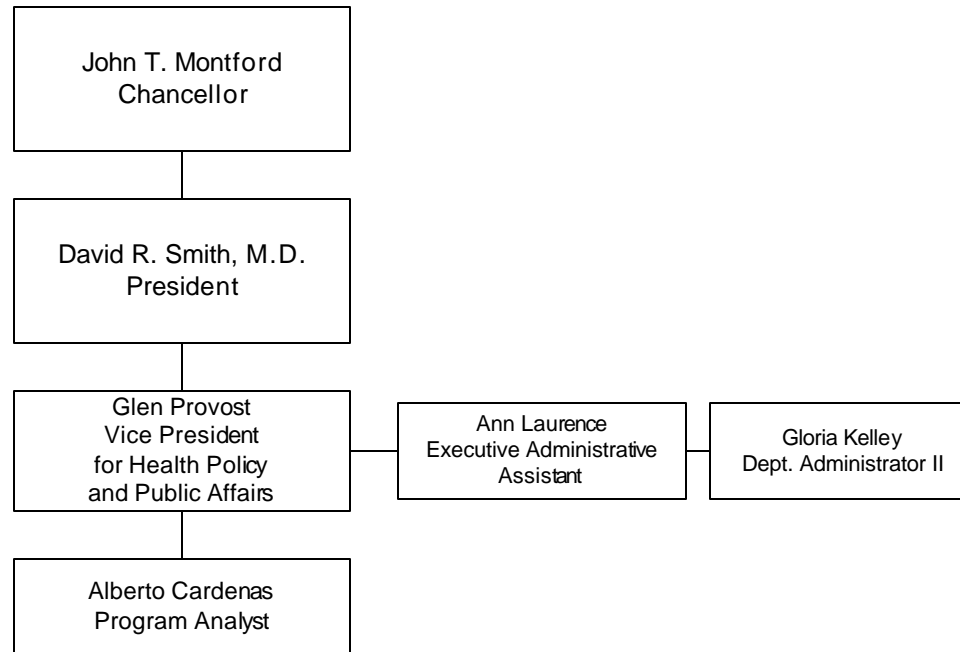 John T. Montford
Chancellor
David R. Smith, M.D.
President
Glen Provost
Vice President
for Health Policy
and Public Affairs
Ann Laurence
Executive Administrative
Assistant
Gloria Kelley
Dept. Administrator II
Alberto Cardenas
Program Analyst